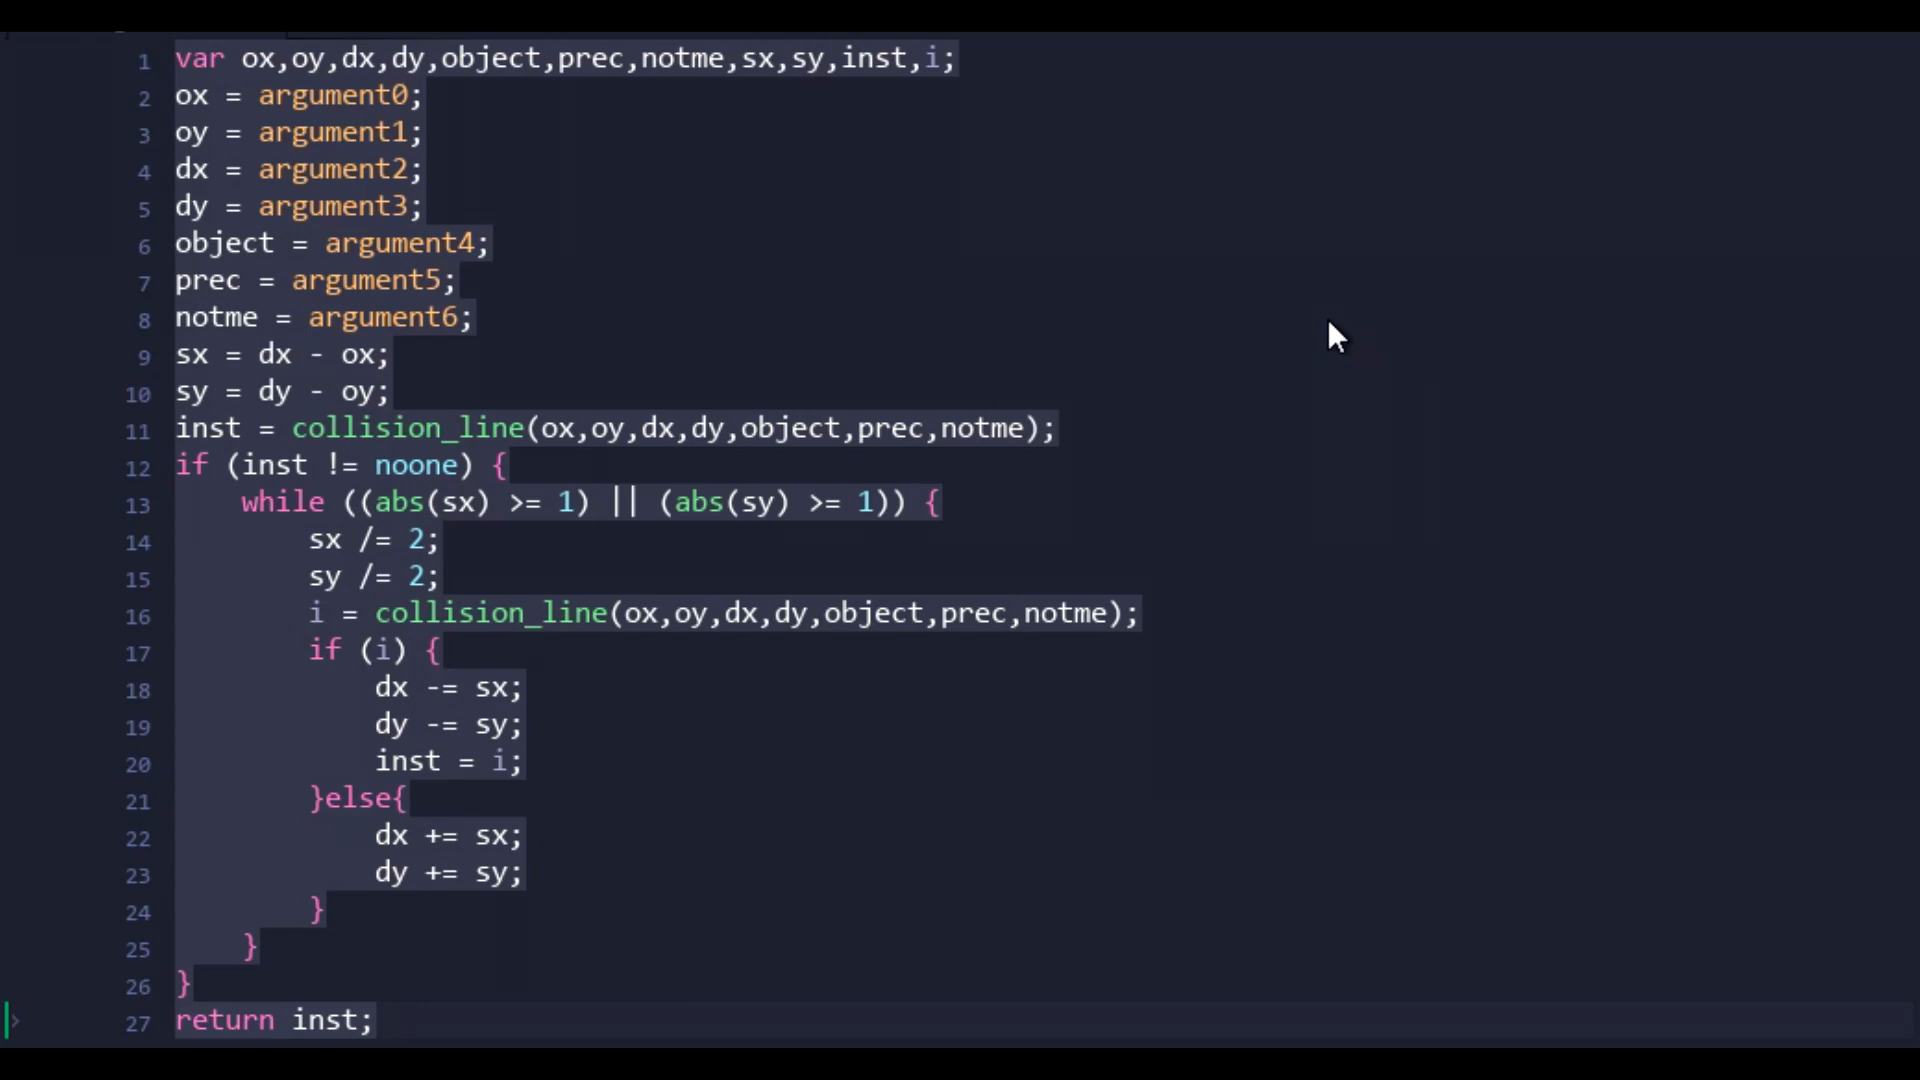 1 var ox,oy,dx,dy,object,prec,notme,sx,sy,inst,i;
2 ox = argument0;
3 oy = argument1;
4 dx = argument2;
5 dy = argument3;
6 object = argument4;
7 prec = argument5;
8 notme = argument6;
9 sx = dx - ox;
10 sy = dy - oy;
11 inst = collision_line(ox,oy,dx,dy,object,prec,notme);
12 if (inst != noone) {
13     while ((abs(sx) >= 1) || (abs(sy) >= 1)) {
14         sx /= 2;
15         sy /= 2;
16         i = collision_line(ox,oy,dx,dy,object,prec,notme);
17         if (i) {
18             dx -= sx;
19             dy -= sy;
20             inst = i;
21         }else{
22             dx += sx;
23             dy += sy;
24         }
25     }
26 }
27 return inst;